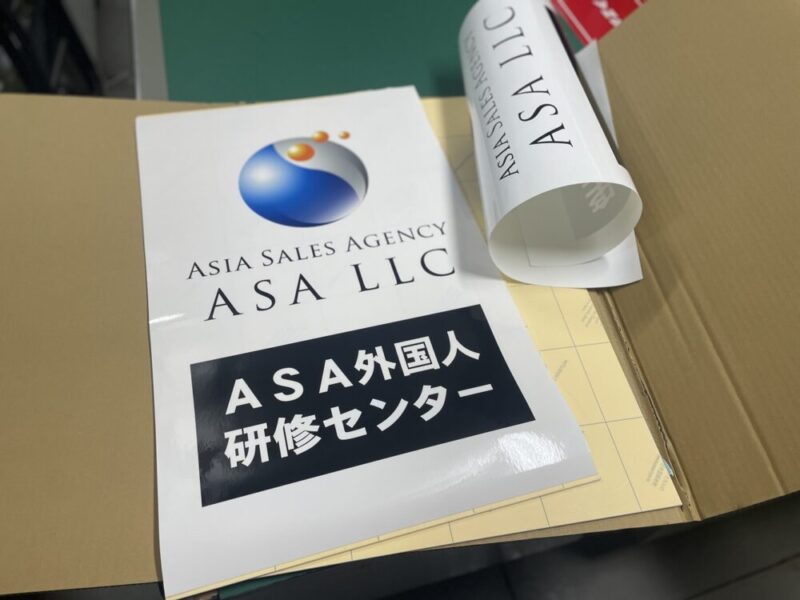 ASIA SALES AGENCY
ASA LLC
ASA外国人
研修センター
ASIA SALES AGENCY
ASA LLC